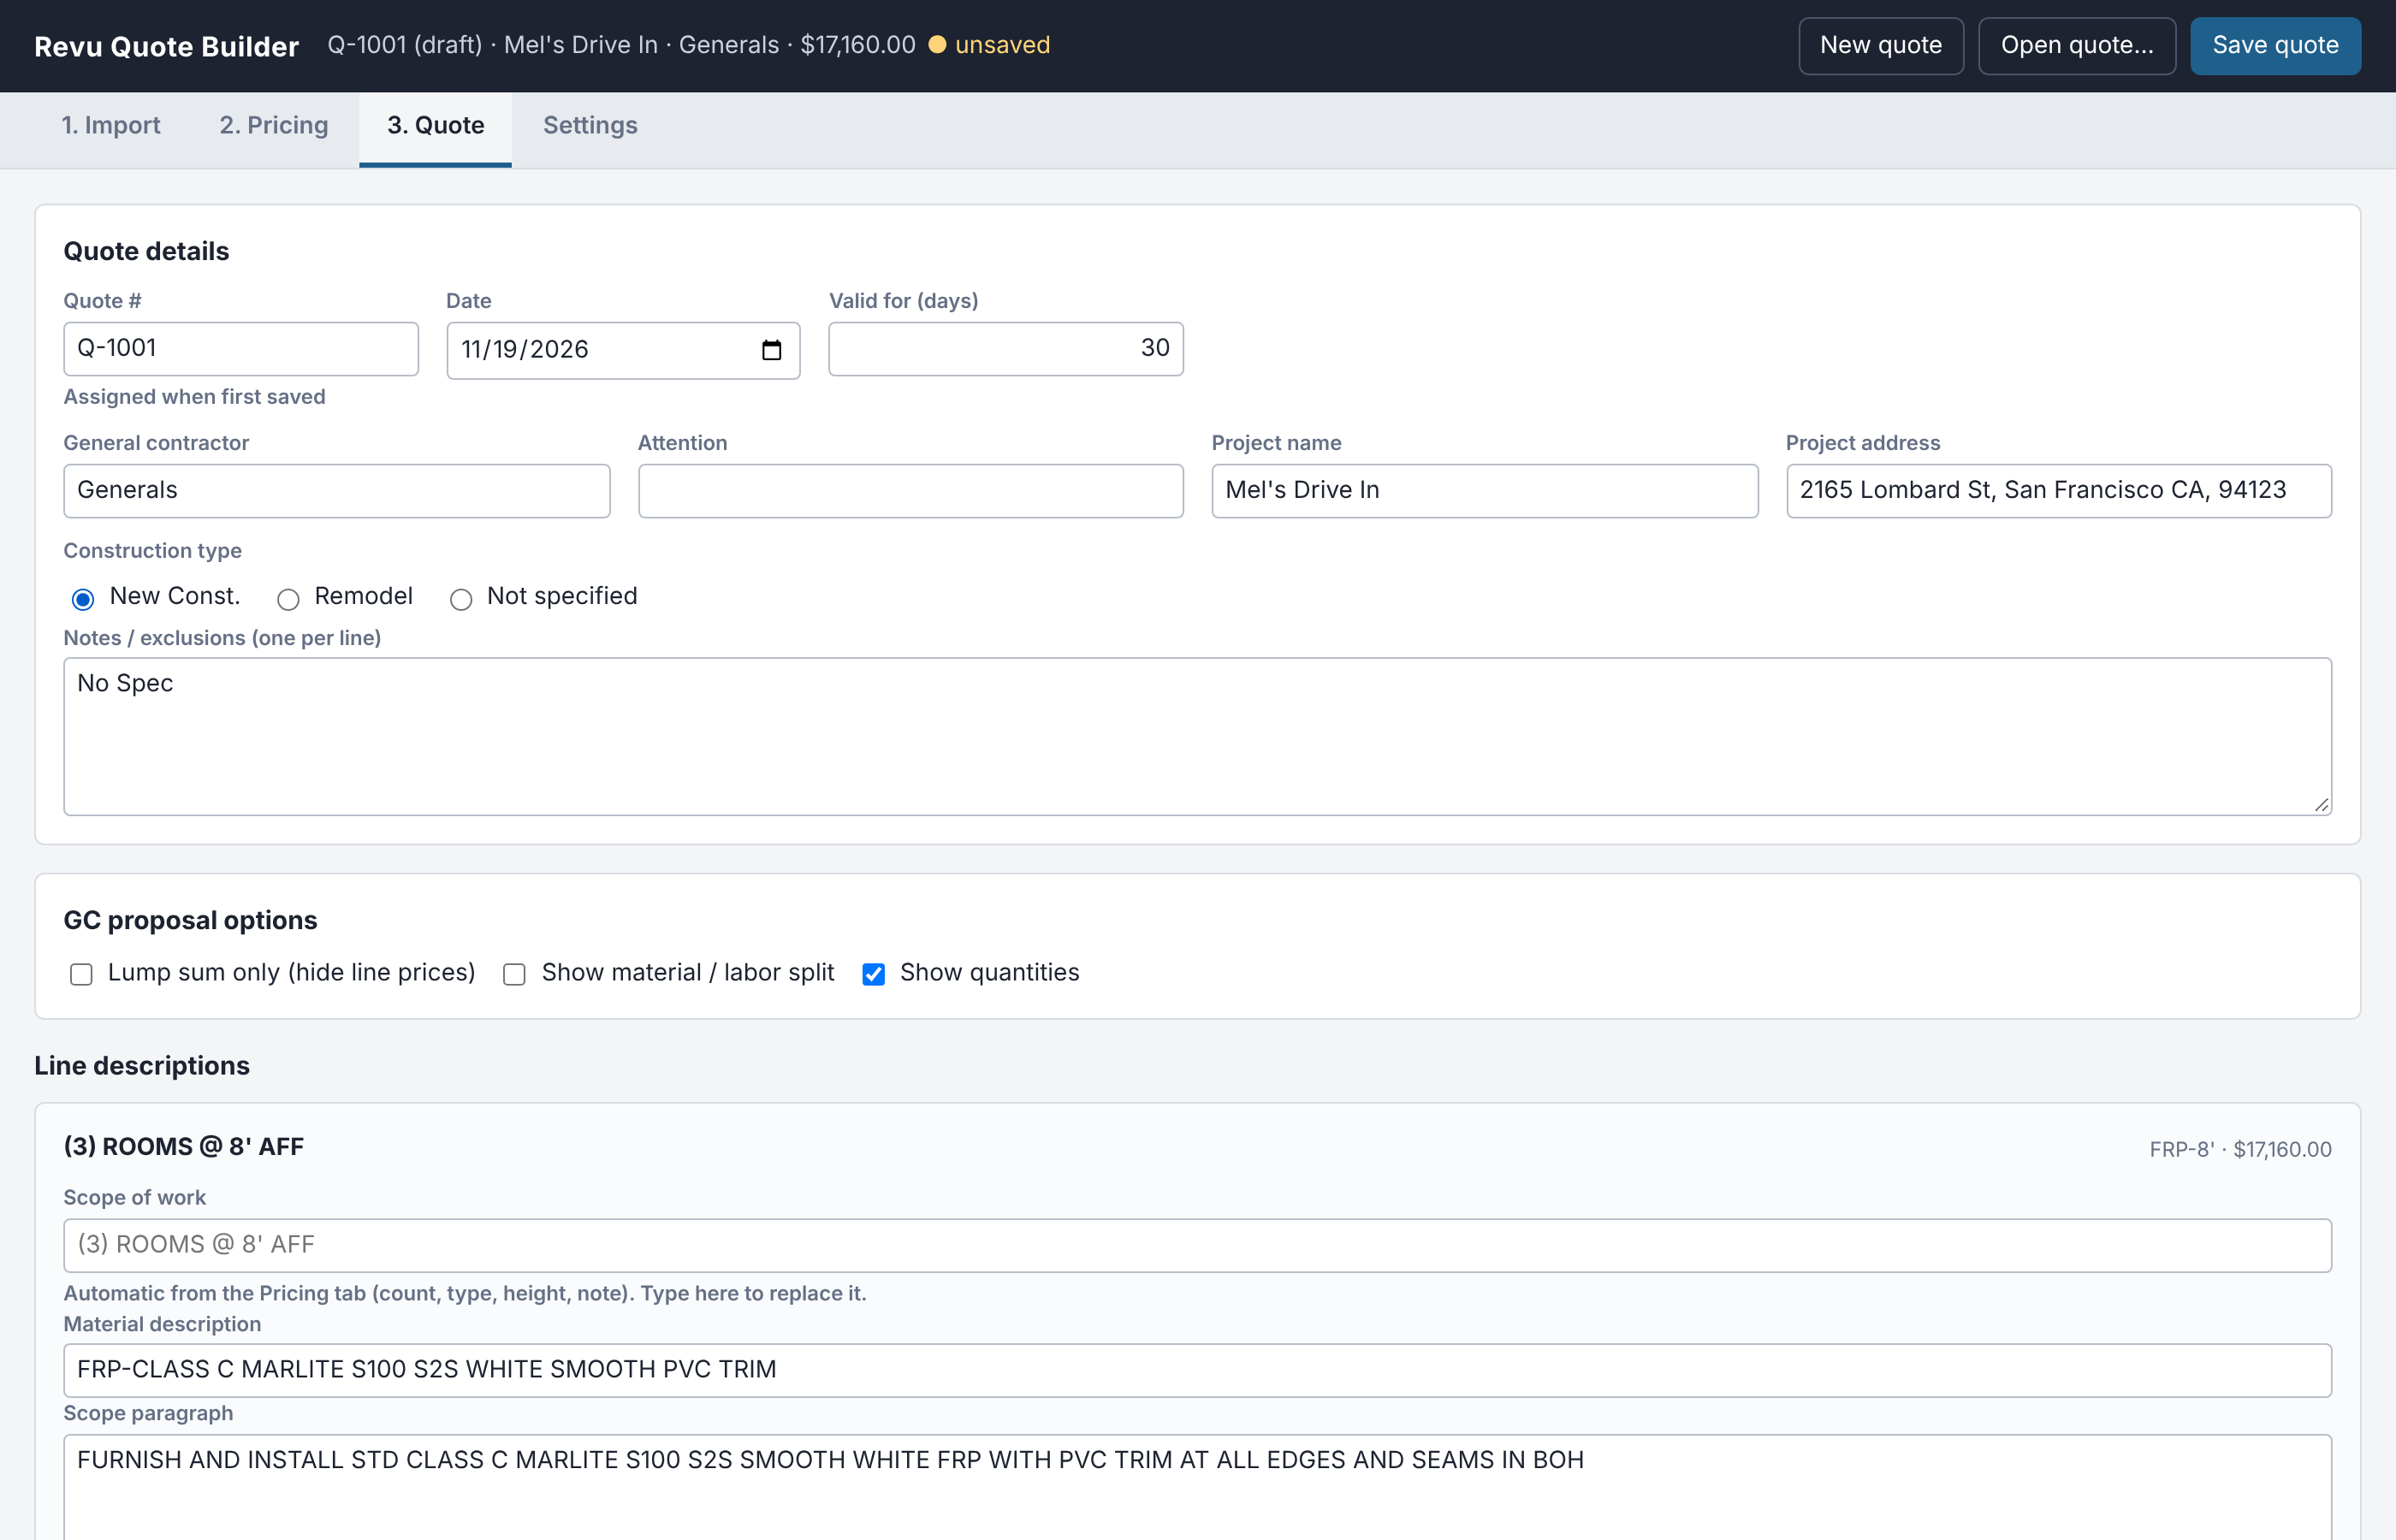 Revu Quote Builder Q-1001 (draft) · Mel's Drive In · Generals · $17,160.00 unsaved New quote Open quote... Save quote
1. Import 2. Pricing 3. Quote Settings
Quote details
Quote # Date Valid for (days)
Q-1001 11/19/2026 30
Assigned when first saved
General contractor Attention Project name Project address
Generals Mel's Drive In 2165 Lombard St, San Francisco CA, 94123
Construction type
New Const. Remodel Not specified
Notes / exclusions (one per line)
No Spec
GC proposal options
Lump sum only (hide line prices) Show material / labor split Show quantities
Line descriptions
(3) ROOMS @ 8' AFF FRP-8' · $17,160.00
Scope of work
(3) ROOMS @ 8' AFF
Automatic from the Pricing tab (count, type, height, note). Type here to replace it.
Material description
FRP-CLASS C MARLITE S100 S2S WHITE SMOOTH PVC TRIM
Scope paragraph
FURNISH AND INSTALL STD CLASS C MARLITE S100 S2S SMOOTH WHITE FRP WITH PVC TRIM AT ALL EDGES AND SEAMS IN BOH